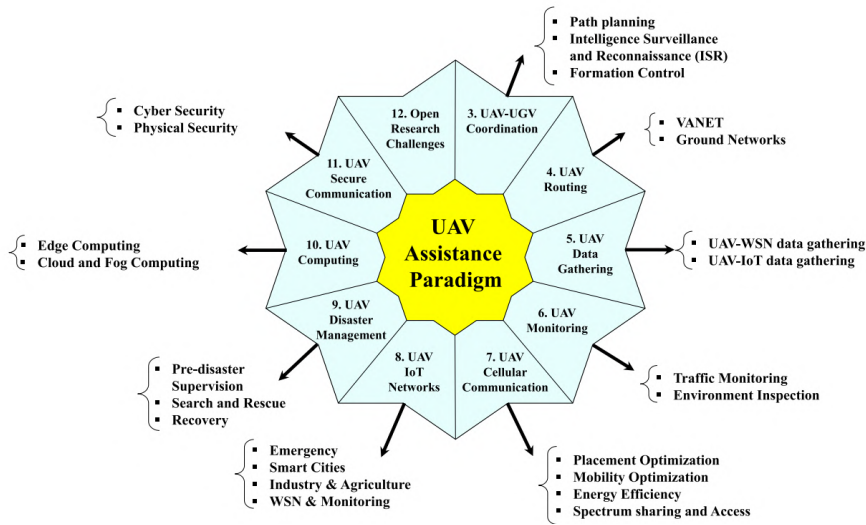 Path planning
Intelligence Surveillance
and Reconnaissance (ISR)
Formation Control
12. Open
Research
Challenges
3. UAV-UGV
Coordination
Cyber Security
Physical Security
VANET
Ground Networks
11. UAV
Secure
Communication
4. UAV
Routing
UAV
Assistance
Paradigm
10. UAV
Computing
5. UAV
Data
Gathering
Edge Computing
Cloud and Fog Computing
UAV-WSN data gathering
UAV-IoT data gathering
9. UAV
Disaster
Management
6. UAV
Monitoring
8. UAV
IoT
Networks
7. UAV
Cellular
Communication
Pre-disaster
Supervision
Search and Rescue
Recovery
Traffic Monitoring
Environment Inspection
Emergency
Smart Cities
Industry & Agriculture
WSN & Monitoring
Placement Optimization
Mobility Optimization
Energy Efficiency
Spectrum sharing and Access